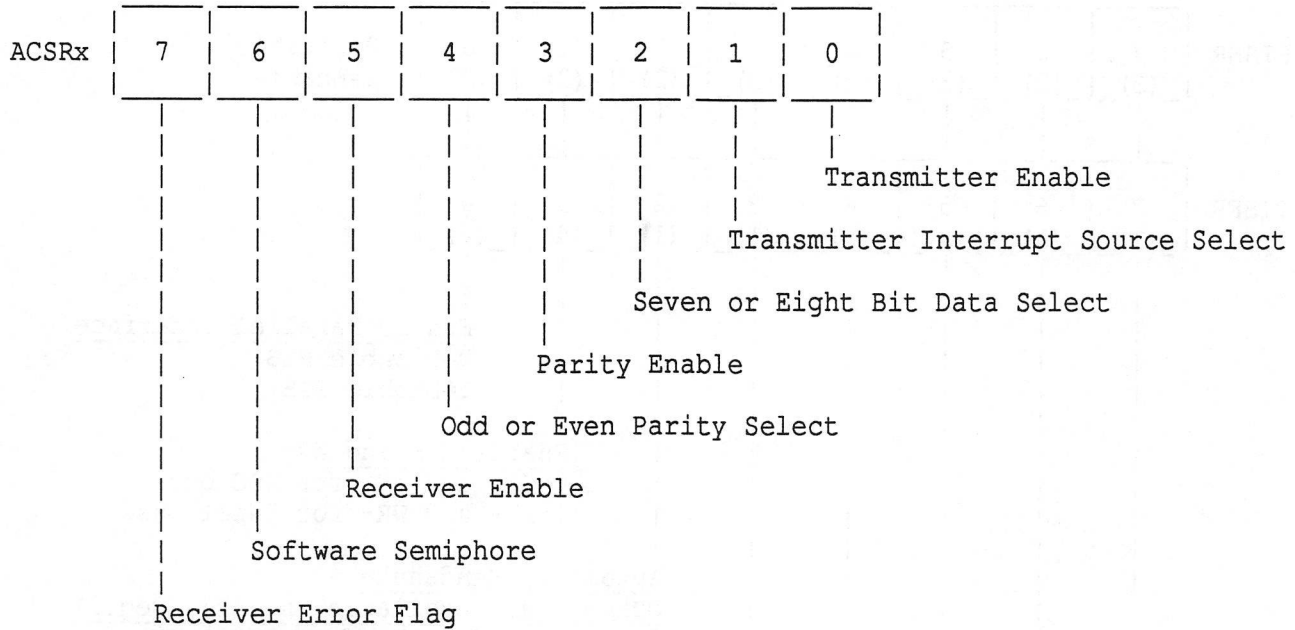 ACSRx 7 6 5 4 3 2 1 0
Transmitter Enable
Transmitter Interrupt Source Select
Seven or Eight Bit Data Select
Parity Enable
Odd or Even Parity Select
Receiver Enable
Software Semiphore
Receiver Error Flag